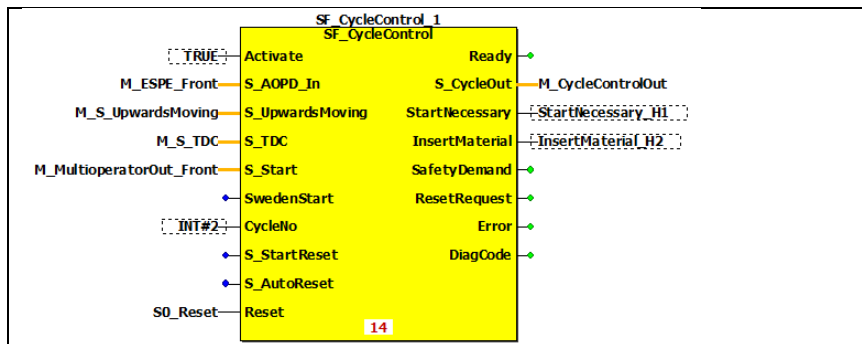 SF_CycleControl_1
SF_CycleControl
TRUE Activate Ready
M_ESPE_Front S_AOPD_In S_CycleOut M_CycleControlOut
M_S_UpwardsMoving S_UpwardsMoving StartNecessary StartNecessary_H1
M_S_TDC S_TDC InsertMaterial InsertMaterial_H2
M_MultioperatorOut_Front S_Start SafetyDemand
SwedenStart ResetRequest
INT#2 CycleNo Error
S_StartReset DiagCode
S_AutoReset
S0_Reset Reset
14